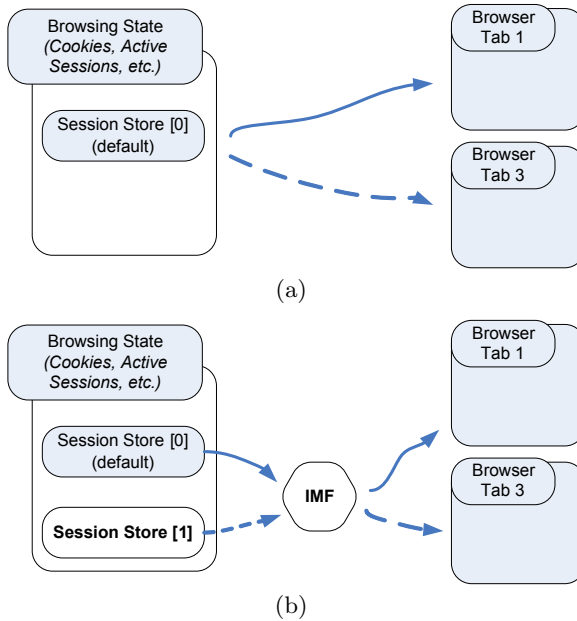 Browsing State
(Cookies, Active
Sessions, etc.)
Session Store [0]
(default)
Browser
Tab 1
Browser
Tab 3
(a)
Browsing State
(Cookies, Active
Sessions, etc.)
Session Store [0]
(default)
Session Store [1]
IMF
Browser
Tab 1
Browser
Tab 3
(b)